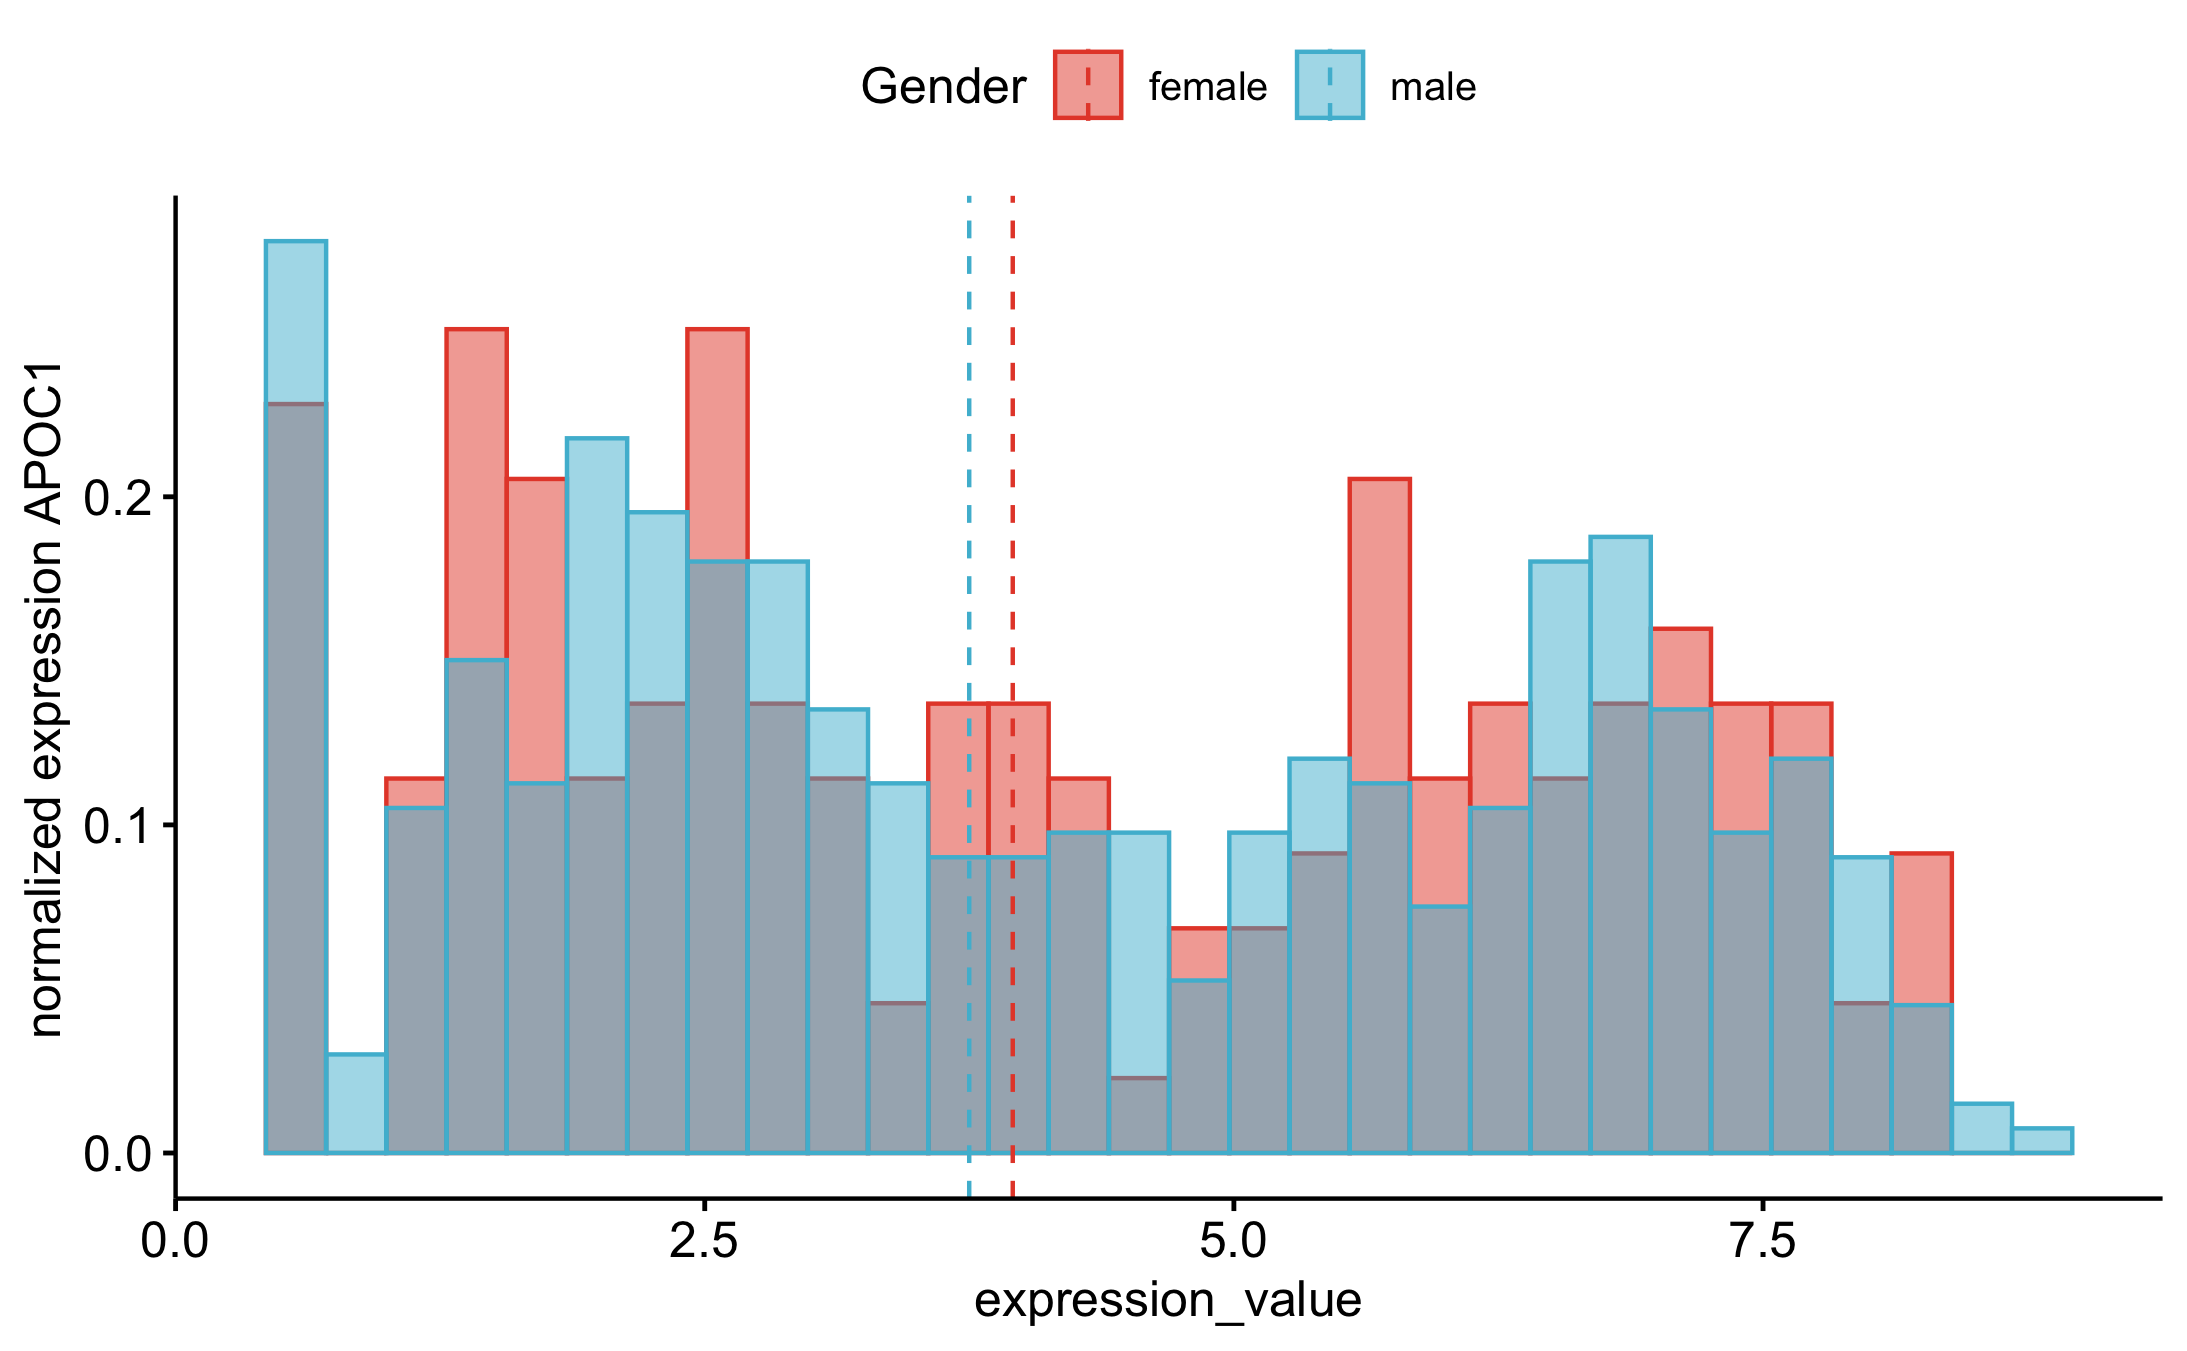 Gender female male
normalized expression APOC1
0.2
0.1
0.0
0.0 2.5 5.0 7.5
expression_value